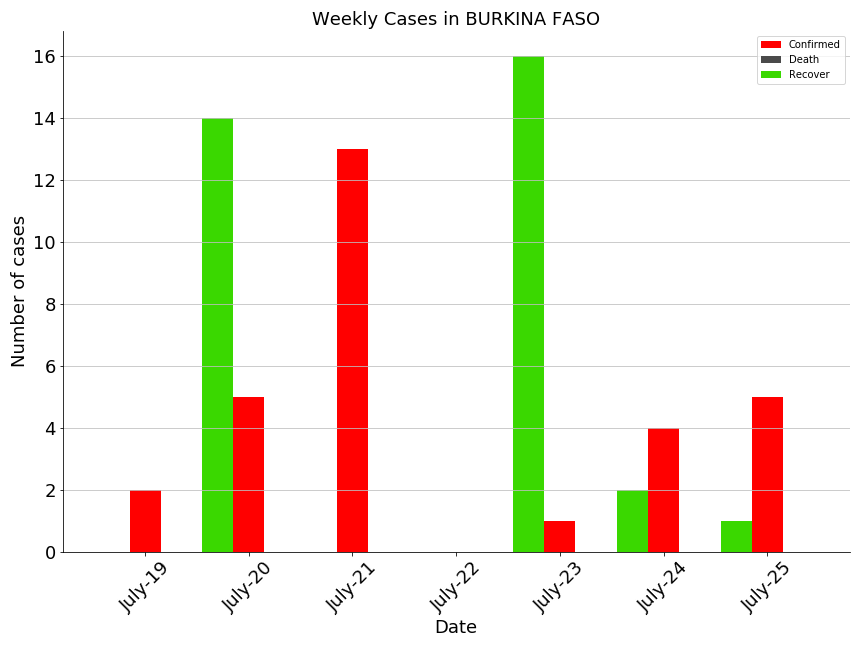 Weekly Cases in BURKINA FASO
Confirmed
Death
Recover
Number of cases
16
14
12
10
8
6
4
2
0
July-19
July-20
July-21
July-22
July-23
July-24
July-25
Date